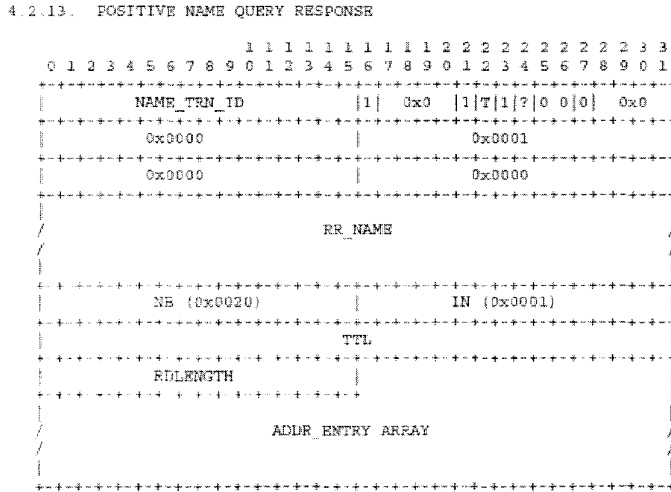 4.2.13. POSITIVE NAME QUERY RESPONSE
1 1 1 1 1 1 1 1 1 1 2 2 2 2 2 2 2 2 2 2 3 3
0 1 2 3 4 5 6 7 8 9 0 1 2 3 4 5 6 7 8 9 0 1 2 3 4 5 6 7 8 9 0 1
+-+-+-+-+-+-+-+-+-+-+-+-+-+-+-+-+-+-+-+-+-+-+-+-+-+-+-+-+-+-+-+-+
| NAME_TRN_ID |1| 0x0 |1|T|1|?|0 0|0| 0x0
+-+-+-+-+-+-+-+-+-+-+-+-+-+-+-+-+-+-+-+-+-+-+-+-+-+-+-+-+-+-+-+-+
| 0x0000 | 0x0001
+-+-+-+-+-+-+-+-+-+-+-+-+-+-+-+-+-+-+-+-+-+-+-+-+-+-+-+-+-+-+-+-+
| 0x0000 | 0x0000
+-+-+-+-+-+-+-+-+-+-+-+-+-+-+-+-+-+-+-+-+-+-+-+-+-+-+-+-+-+-+-+-+
|
/ RR_NAME /
/ /
|
+-+-+-+-+-+-+-+-+-+-+-+-+-+-+-+-+-+-+-+-+-+-+-+-+-+-+-+-+-+-+-+-+
| NB (0x0020) | IN (0x0001)
+-+-+-+-+-+-+-+-+-+-+-+-+-+-+-+-+-+-+-+-+-+-+-+-+-+-+-+-+-+-+-+-+
| TTL
+-+-+-+-+-+-+-+-+-+-+-+-+-+-+-+-+-+-+-+-+-+-+-+-+-+-+-+-+-+-+-+-+
| RDLENGTH |
+-+-+-+-+-+-+-+-+-+-+-+-+-+-+-+-+
|
/ ADDR_ENTRY ARRAY /
/ /
|
+-+-+-+-+-+-+-+-+-+-+-+-+-+-+-+-+-+-+-+-+-+-+-+-+-+-+-+-+-+-+-+-+